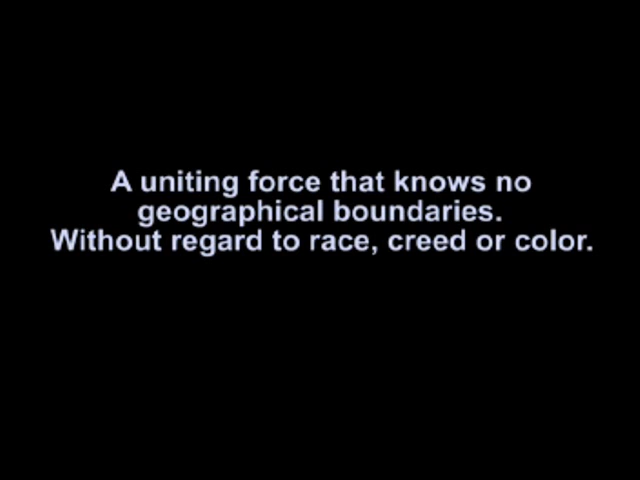 A uniting force that knows no
geographical boundaries.
Without regard to race, creed or color.